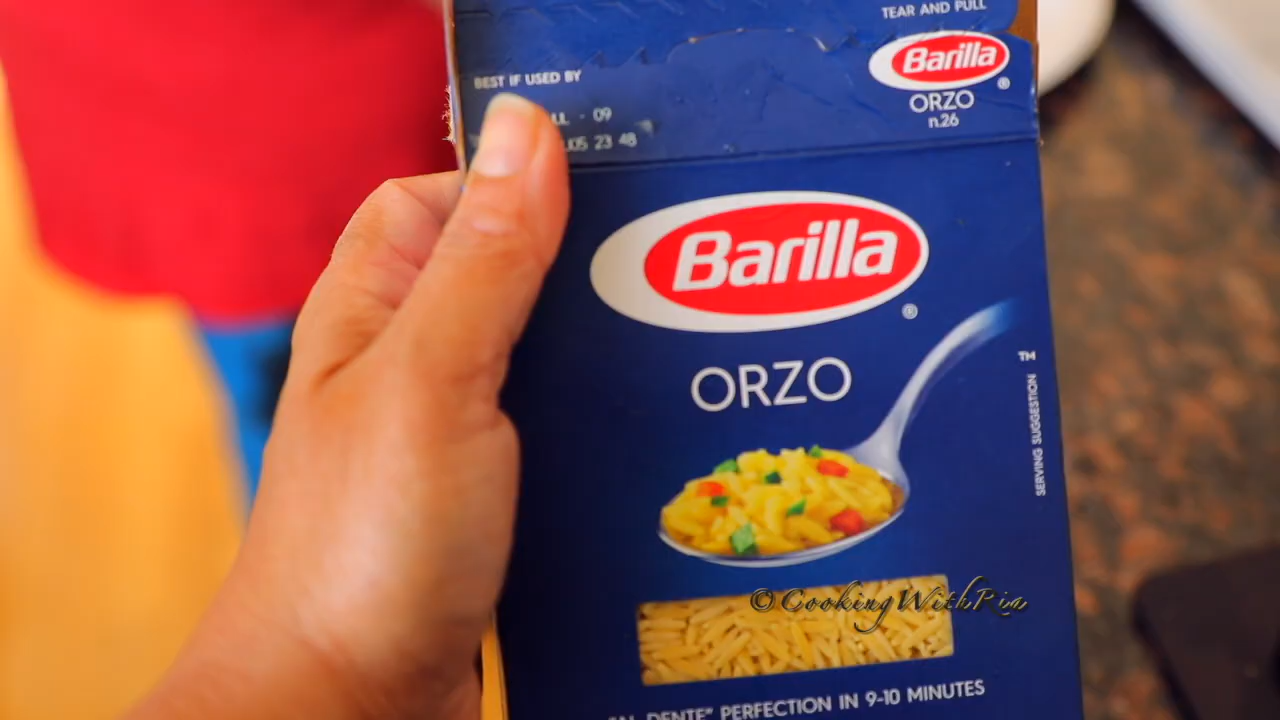 TEAR AND PULL
Barilla®
ORZO
n.26
BEST IF USED BY
09
23 48
Barilla®
ORZO
TM
SERVING SUGGESTION
© CookingWithRia
DENTE" PERFECTION IN 9-10 MINUTES